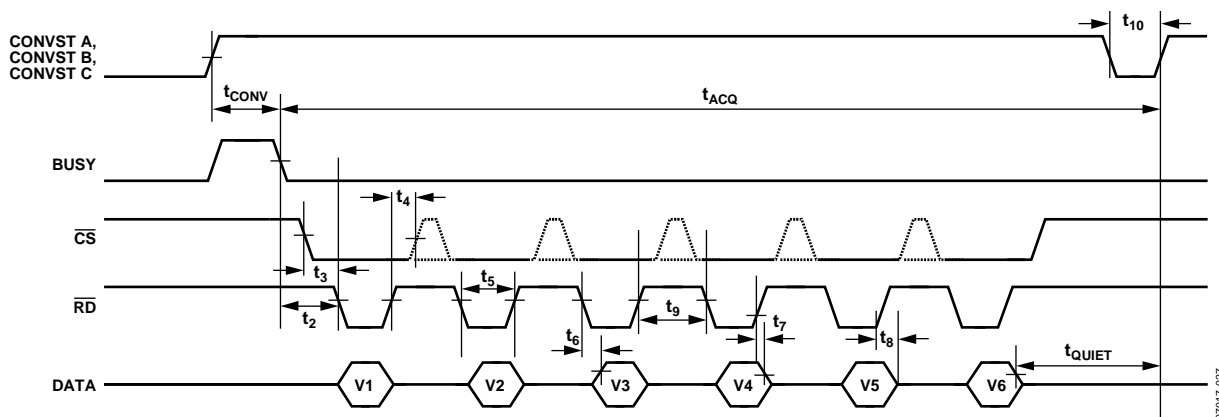 CONVST A,
CONVST B,
CONVST C
t10
tCONV
tACQ
BUSY
t4
CS
t3
t5
RD
t2
t9
t7
t6
t8
tQUIET
DATA
V1
V2
V3
V4
V5
V6